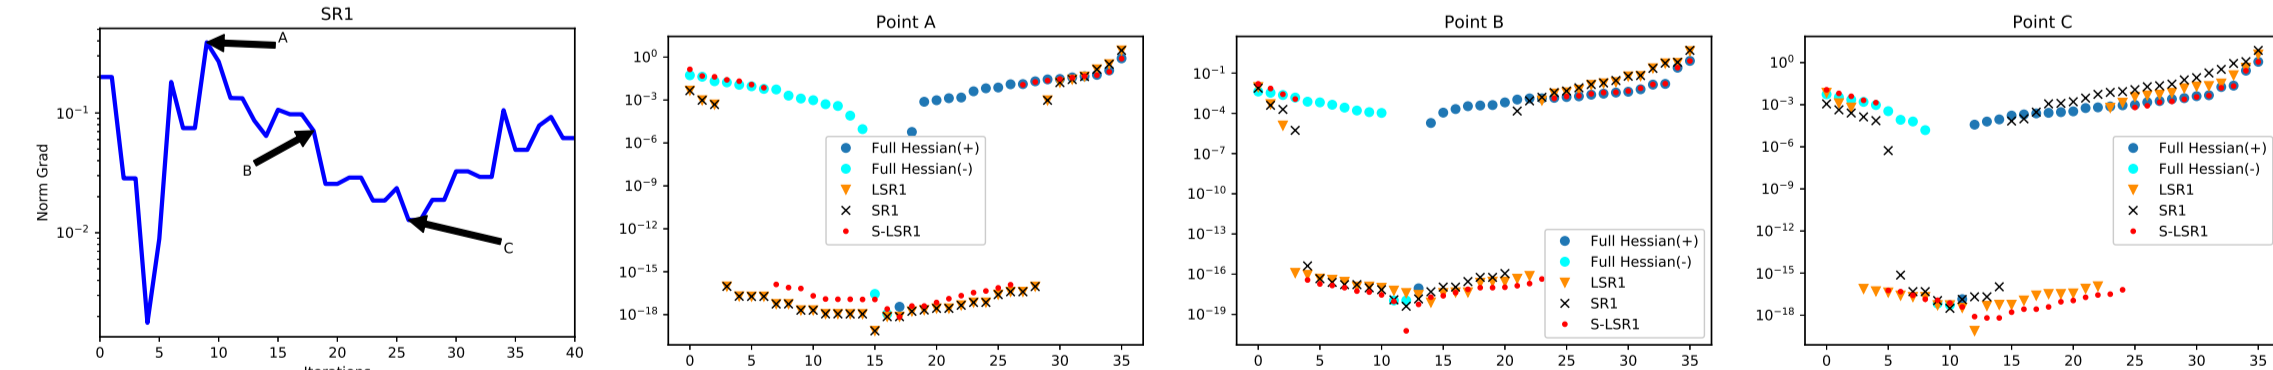 SR1
A
B
C
Norm Grad
10⁻¹
10⁻²
0 5 10 15 20 25 30 35 40
Iterations
Point A
10⁰
10⁻³
10⁻⁶
10⁻⁹
10⁻¹²
10⁻¹⁵
10⁻¹⁸
Full Hessian(+)
Full Hessian(-)
LSR1
SR1
S-LSR1
0 5 10 15 20 25 30 35
Point B
10⁻¹
10⁻⁴
10⁻⁷
10⁻¹⁰
10⁻¹³
10⁻¹⁶
10⁻¹⁹
Full Hessian(+)
Full Hessian(-)
LSR1
SR1
S-LSR1
0 5 10 15 20 25 30 35
Point C
10⁰
10⁻³
10⁻⁶
10⁻⁹
10⁻¹²
10⁻¹⁵
10⁻¹⁸
Full Hessian(+)
Full Hessian(-)
LSR1
SR1
S-LSR1
0 5 10 15 20 25 30 35